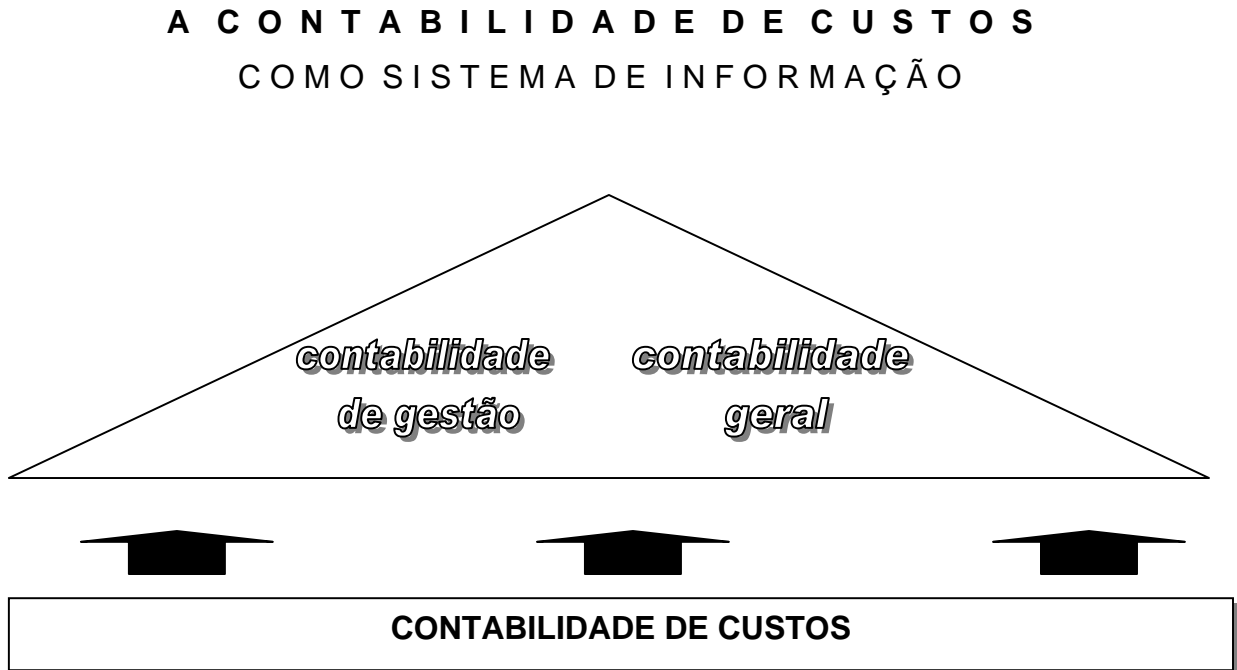 A CONTABILIDADE DE CUSTOS
COMO SISTEMA DE INFORMAÇÃO
contabilidade contabilidade
de gestão geral
CONTABILIDADE DE CUSTOS